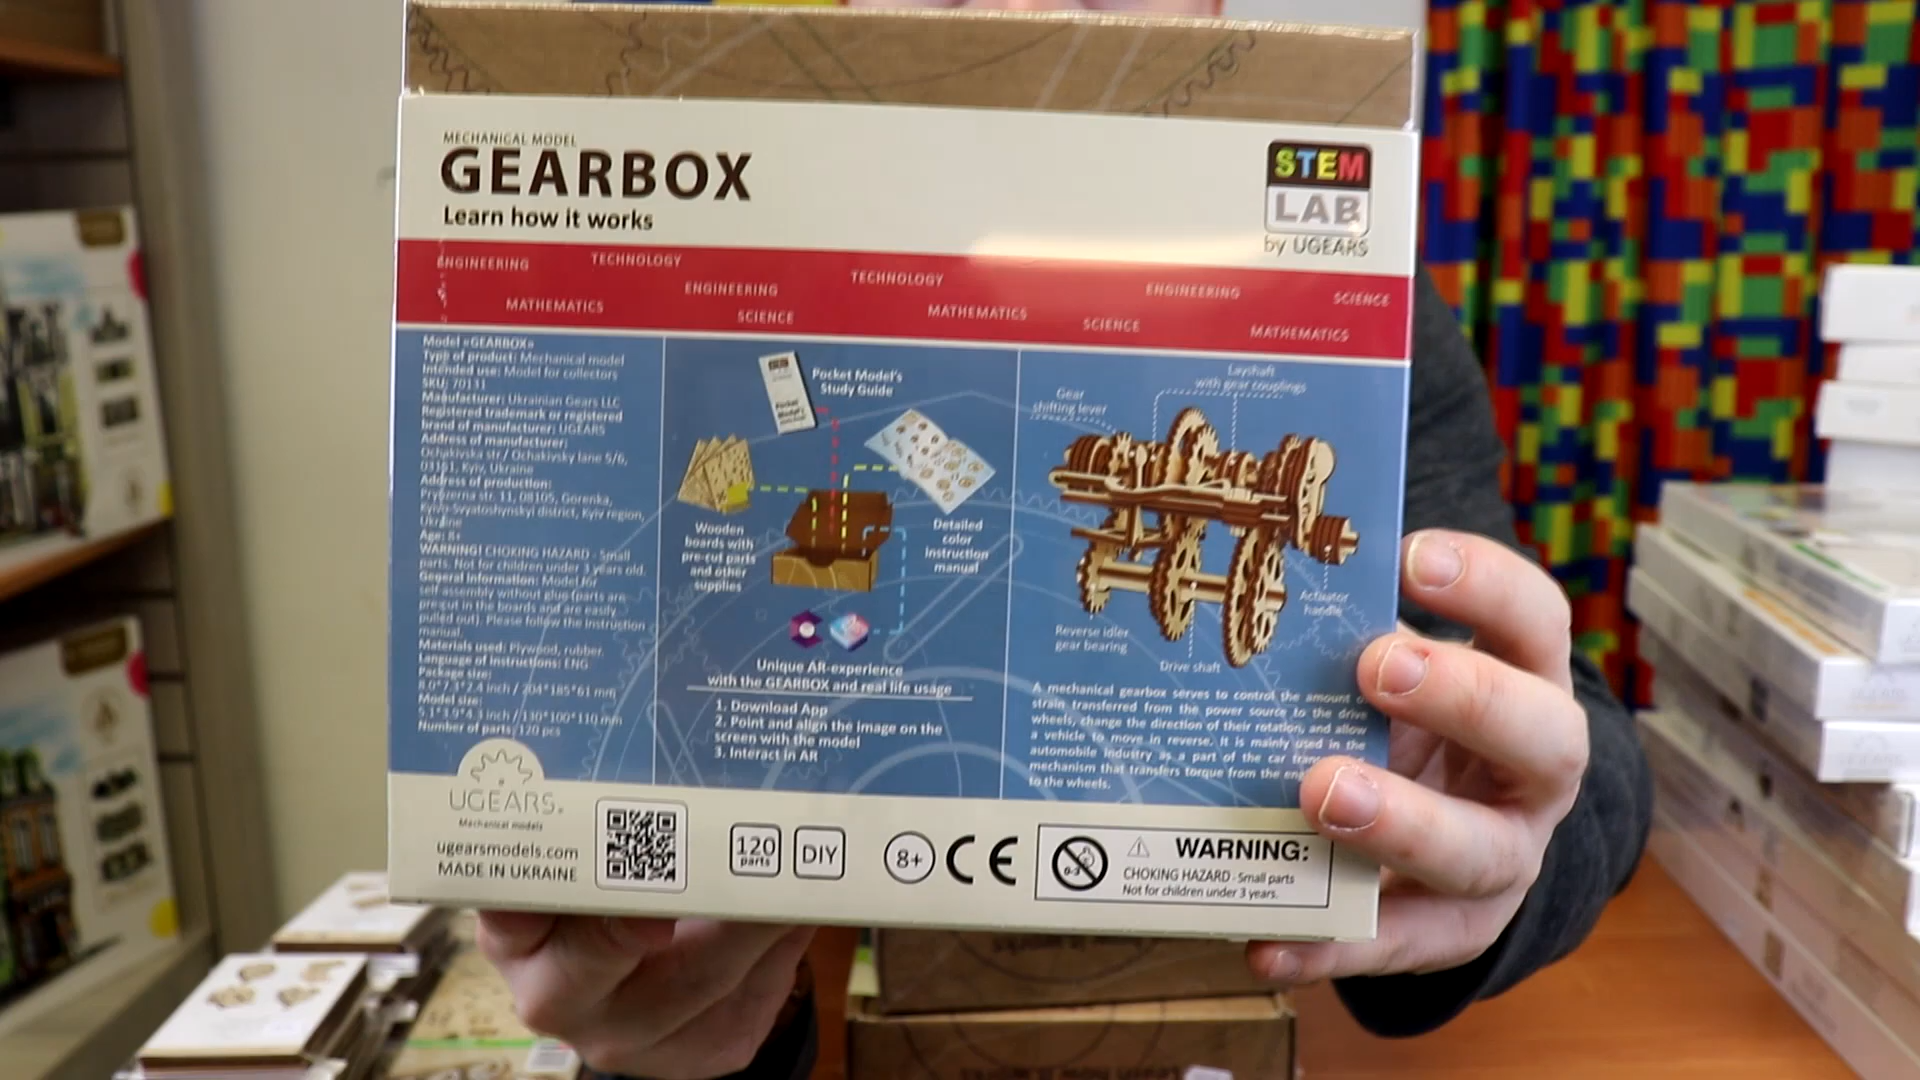 MECHANICAL MODEL
GEARBOX
Learn how it works
STEM
LAB
by UGEARS
ENGINEERING
TECHNOLOGY
MATHEMATICS
ENGINEERING
SCIENCE
TECHNOLOGY
MATHEMATICS
SCIENCE
ENGINEERING
MATHEMATICS
SCIENCE
Model «GEARBOX»
Type of product: Mechanical model
Intended use: Model for collectors
SKU: 70131
Manufacturer: Ukrainian Gears LLC
Registered trademark or registered
brand of manufacturer: UGEARS
Address of manufacturer:
Ochakivska str / Ochakivsky lane 5/6,
03151, Kyiv, Ukraine
Address of production:
Pryozerna str. 11, 08105, Gorenka,
Kyivo-Svyatoshynskyi district, Kyiv region,
Ukraine
Age: 8+
WARNING! CHOKING HAZARD - Small
parts. Not for children under 3 years old.
General information: Model for
self-assembly without glue (parts are
pre-cut in the boards and are easily
pulled out). Please follow the instruction
manual.
Materials used: Plywood, rubber.
Language of instructions: ENG
Package size:
8.0*7.3*2.4 inch / 204*185*61 mm
Model size:
5.1*3.9*4.3 inch / 130*100*110 mm
Number of parts: 120 pcs
Pocket Model's
Study Guide
Wooden
boards with
pre-cut parts
and other
supplies
Detailed
color
instruction
manual
Unique AR-experience
with the GEARBOX and real life usage
1. Download App
2. Point and align the image on the
screen with the model
3. Interact in AR
Layshaft
with gear couplings
Gear
shifting lever
Actuator
handle
Reverse idler
gear bearing
Drive shaft
A mechanical gearbox serves to control the amount
strain transferred from the power source to the drive
wheels, change the direction of their rotation, and allow
a vehicle to move in reverse. It is mainly used in the
automobile industry as a part of the car
mechanism that transfers torque from the
to the wheels.
UGEARS.
Mechanical models
ugearsmodels.com
MADE IN UKRAINE
120
parts
DIY
8+
CE
0-3
WARNING:
CHOKING HAZARD - Small parts
Not for children under 3 years.